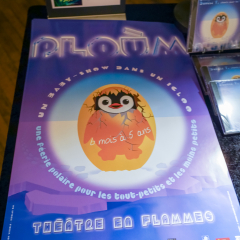 PLOÙM
UN BABY-SHOW DANS UN IGLOO
6 mois à 5 ans
une féerie polaire pour les tout-petits et les moins petits
THÉÂTRE EN FLAMMES